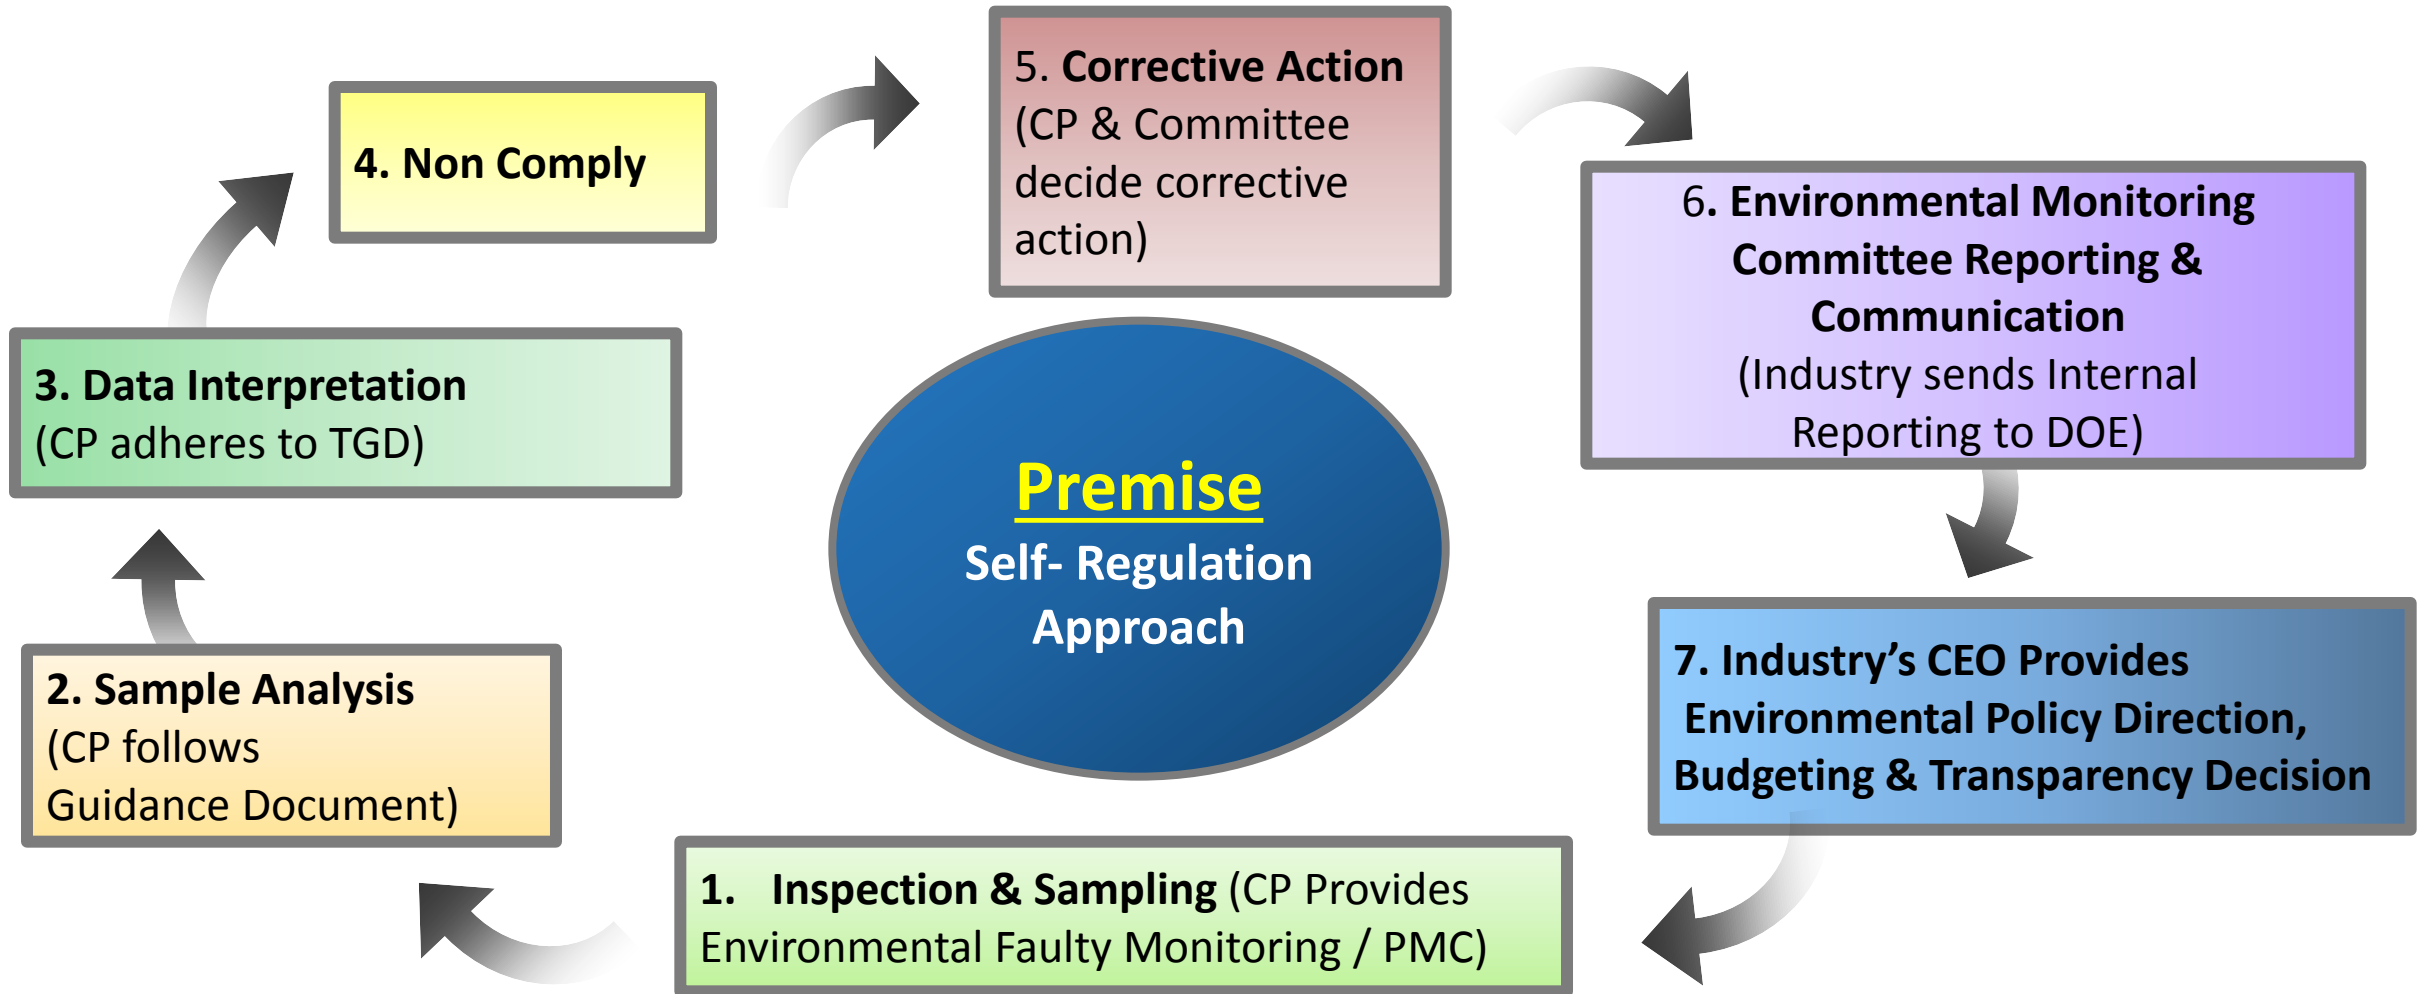 5. Corrective Action
(CP & Committee
decide corrective
action)
4. Non Comply
6. Environmental Monitoring
Committee Reporting &
Communication
(Industry sends Internal
Reporting to DOE)
3. Data Interpretation
(CP adheres to TGD)
Premise
Self- Regulation
Approach
7. Industry’s CEO Provides
Environmental Policy Direction,
Budgeting & Transparency Decision
2. Sample Analysis
(CP follows
Guidance Document)
1. Inspection & Sampling (CP Provides
Environmental Faulty Monitoring / PMC)